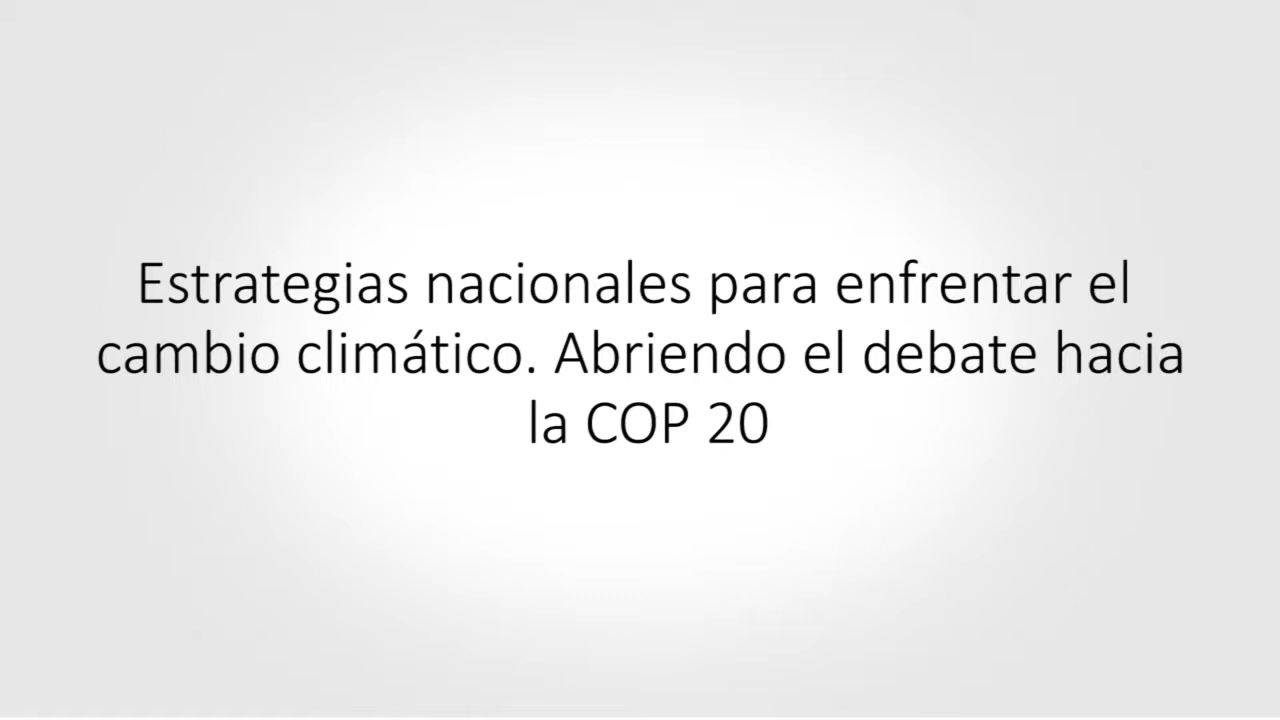 Estrategias nacionales para enfrentar el
cambio climático. Abriendo el debate hacia
la COP 20